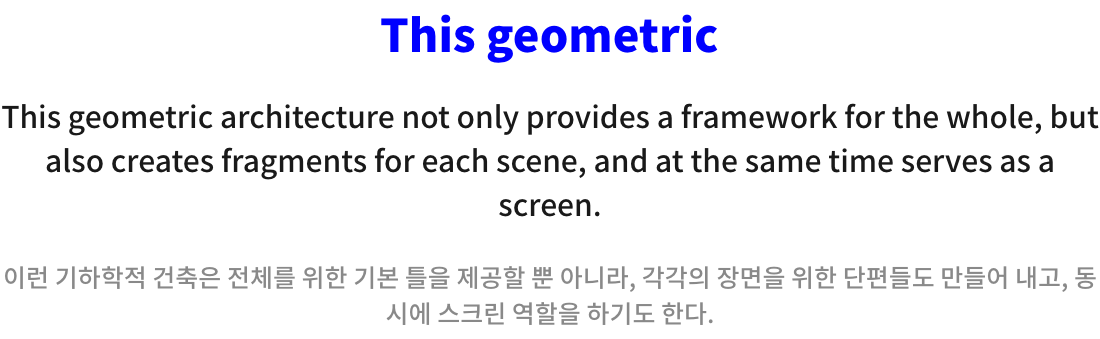 This geometric
This geometric architecture not only provides a framework for the whole, but
also creates fragments for each scene, and at the same time serves as a
screen.
이런 기하학적 건축은 전체를 위한 기본 틀을 제공할 뿐 아니라, 각각의 장면을 위한 단편들도 만들어 내고, 동
시에 스크린 역할을 하기도 한다.